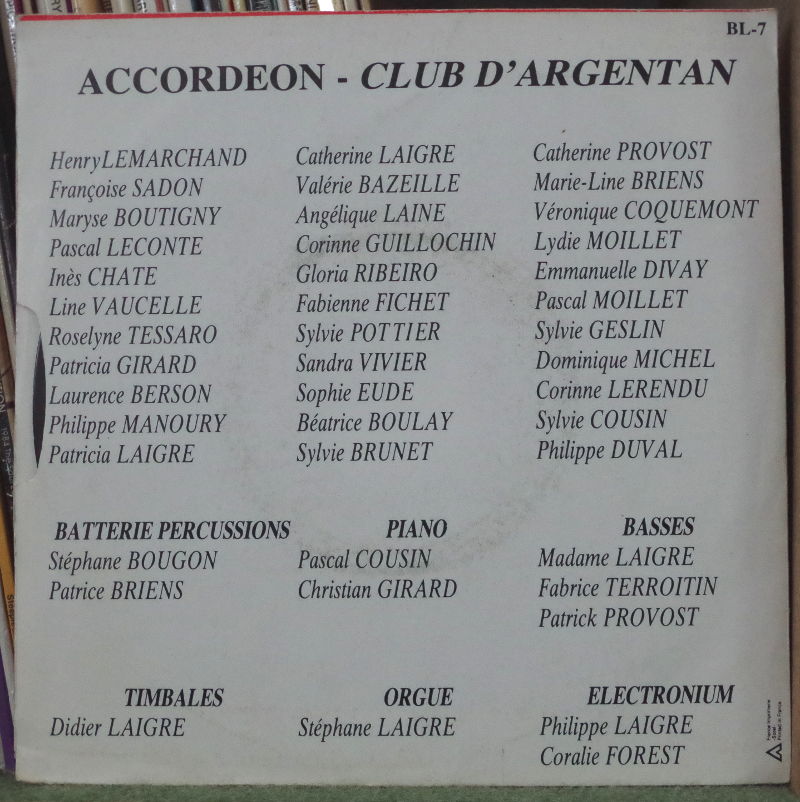 BL-7
ACCORDEON - CLUB D'ARGENTAN
Henry LEMARCHAND
Françoise SADON
Maryse BOUTIGNY
Pascal LECONTE
Inès CHATE
Line VAUCELLE
Roselyne TESSARO
Patricia GIRARD
Laurence BERSON
Philippe MANOURY
Patricia LAIGRE
Catherine LAIGRE
Valérie BAZEILLE
Angélique LAINE
Corinne GUILLOCHIN
Gloria RIBEIRO
Fabienne FICHET
Sylvie POTTIER
Sandra VIVIER
Sophie EUDE
Béatrice BOULAY
Sylvie BRUNET
Catherine PROVOST
Marie-Line BRIENS
Véronique COQUEMONT
Lydie MOILLET
Emmanuelle DIVAY
Pascal MOILLET
Sylvie GESLIN
Dominique MICHEL
Corinne LERENDU
Sylvie COUSIN
Philippe DUVAL
BATTERIE PERCUSSIONS
Stéphane BOUGON
Patrice BRIENS
PIANO
Pascal COUSIN
Christian GIRARD
BASSES
Madame LAIGRE
Fabrice TERROITIN
Patrick PROVOST
TIMBALES
Didier LAIGRE
ORGUE
Stéphane LAIGRE
ELECTRONIUM
Philippe LAIGRE
Coralie FOREST
Printed in France